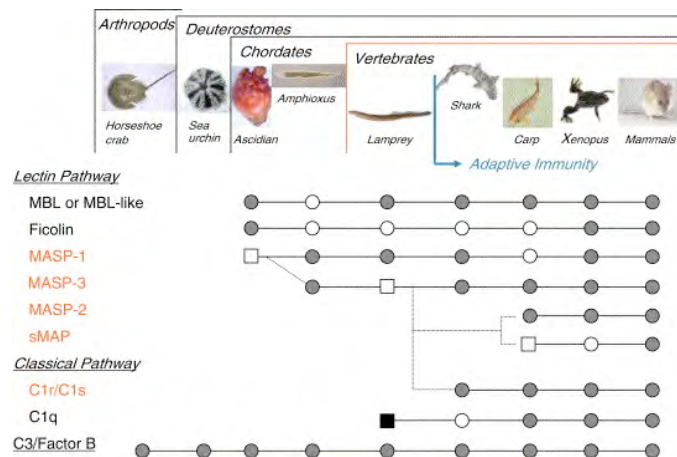 Arthropods
Deuterostomes
Chordates
Vertebrates
Amphioxus
Shark
Horseshoe
crab
Sea
urchin
Ascidian
Lamprey
Carp
Xenopus
Mammals
Adaptive Immunity
Lectin Pathway
MBL or MBL-like
Ficolin
MASP-1
MASP-3
MASP-2
sMAP
Classical Pathway
C1r/C1s
C1q
C3/Factor B